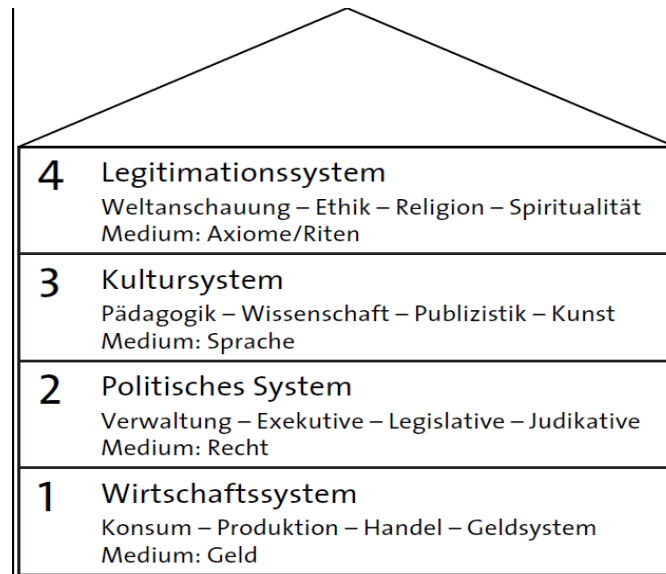 4 Legitimationssystem
Weltanschauung – Ethik – Religion – Spiritualität
Medium: Axiome/Riten
3 Kultursystem
Pädagogik – Wissenschaft – Publizistik – Kunst
Medium: Sprache
2 Politisches System
Verwaltung – Exekutive – Legislative – Judikative
Medium: Recht
1 Wirtschaftssystem
Konsum – Produktion – Handel – Geldsystem
Medium: Geld